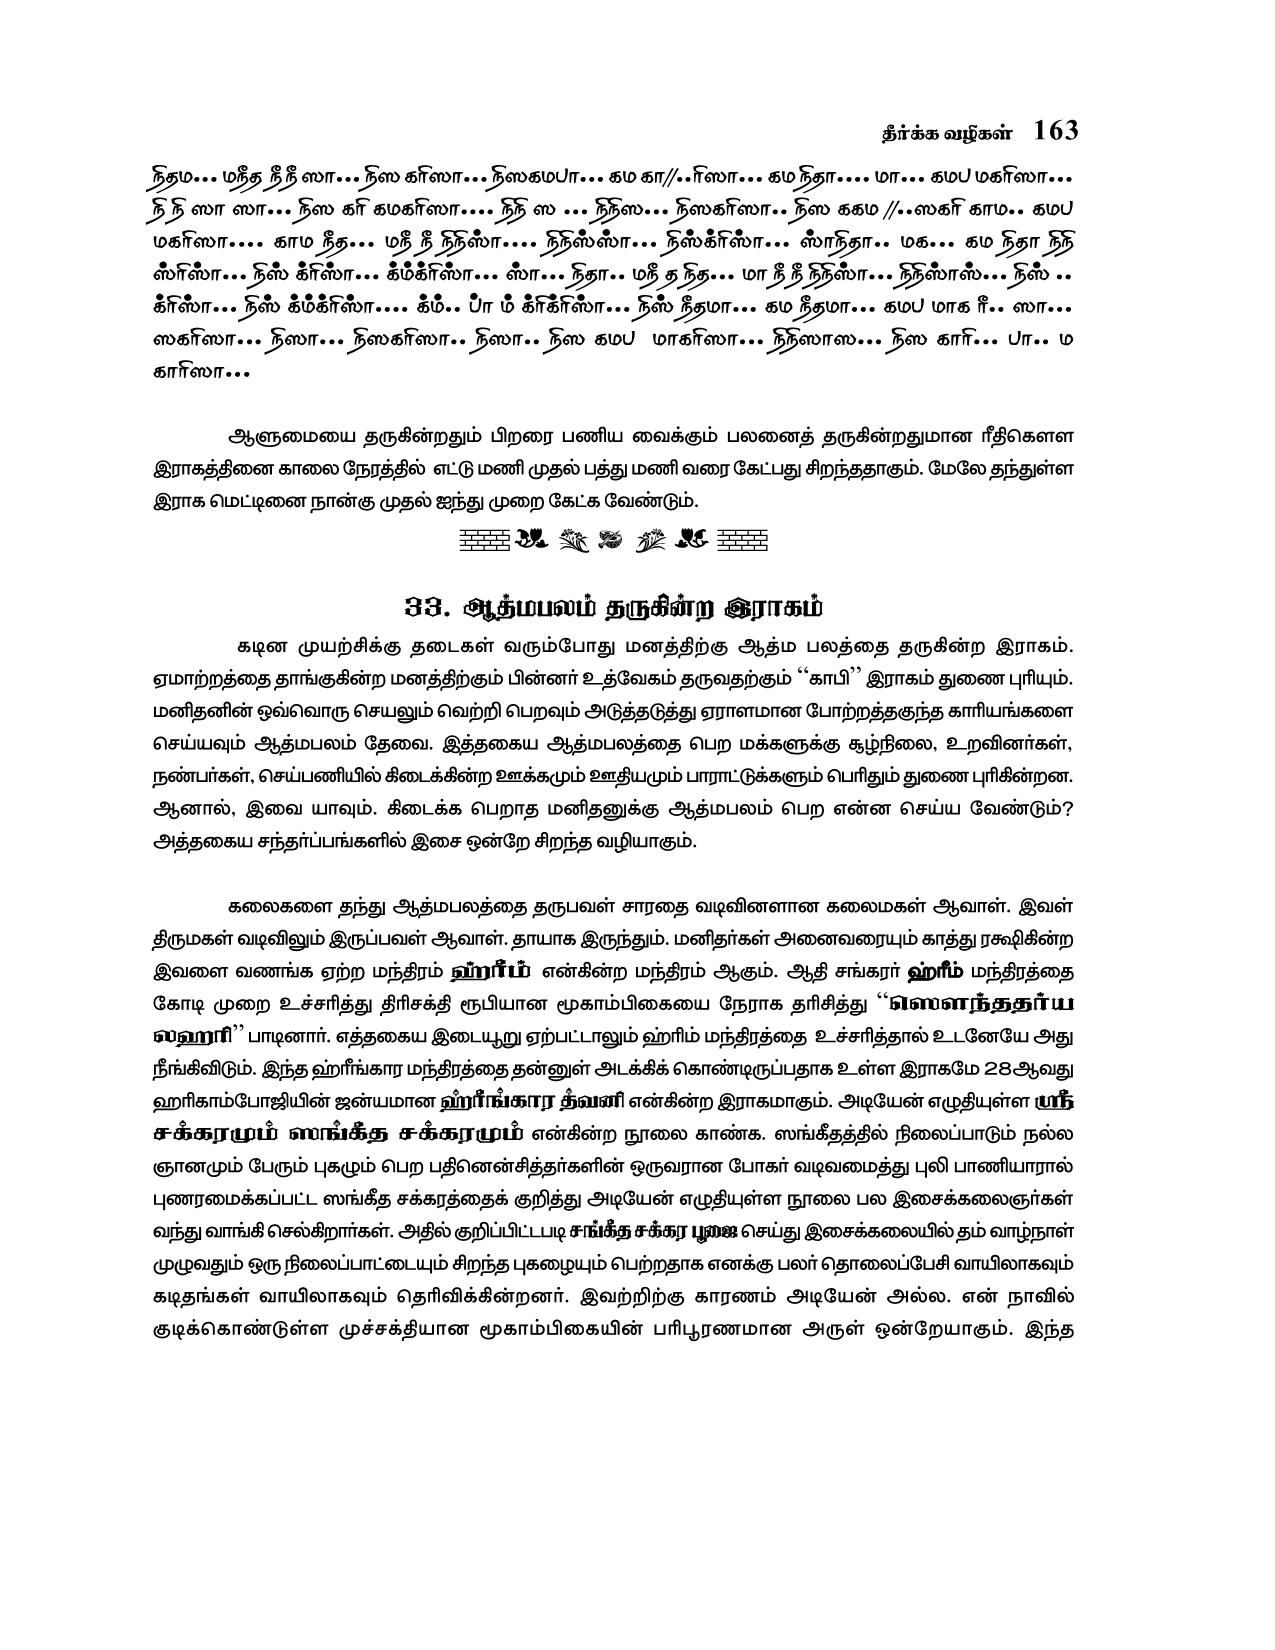 தீர்க்க வழிகள் 163
நிதம... மநீத நீ நீ ஸா... நிஸ கரிஸா... நிஸகமபா... கம கா//..ரிஸா... கம நிதா.... மா... கமப மகரிஸா...
நி நி ஸா ஸா... நிஸ கரி கமகரிஸா.... நிநி ஸ ... நிநிஸ... நிஸகரிஸா.. நிஸ ககம //..ஸகரி காம.. கமப
மகரிஸா.... காம நீத... மநீ நீ நிநிஸ்ா.... நிநிஸ்ஸ்ா... நிஸ்க்ரிஸ்ா... ஸ்ாநிதா.. மக... கம நிதா நிநி
ஸ்ரிஸ்ா... நிஸ் க்ரிஸ்ா... க்ம்க்ரிஸ்ா... ஸ்ா... நிதா.. மநீ த நித... மா நீ நீ நிநிஸ்ா... நிநிஸ்ாஸ்... நிஸ் ..
க்ரிஸ்ா... நிஸ் க்ம்க்ரிஸ்ா.... க்ம்.. ப்ா ம் க்ரிக்ரிஸ்ா... நிஸ் நீதமா... கம நீதமா... கமப மாக ரீ.. ஸா...
ஸகரிஸா... நிஸா... நிஸகரிஸா.. நிஸா.. நிஸ கமப மாகரிஸா... நிநிஸாஸ... நிஸ காரி... பா.. ம
காரிஸா...
ஆளுமையை தருகின்றதும் பிறரை பணிய வைக்கும் பலனைத் தருகின்றதுமான ரீதிகௌள
இராகத்தினை காலை நேரத்தில் எட்டு மணி முதல் பத்து மணி வரை கேட்பது சிறந்ததாகும். மேலே தந்துள்ள
இராக மெட்டினை நான்கு முதல் ஐந்து முறை கேட்க வேண்டும்.
33. ஆத்மபலம் தருகின்ற இராகம்
கடின முயற்சிக்கு தடைகள் வரும்போது மனத்திற்கு ஆத்ம பலத்தை தருகின்ற இராகம்.
ஏமாற்றத்தை தாங்குகின்ற மனத்திற்கும் பின்னர் உத்வேகம் தருவதற்கும் “காபி” இராகம் துணை புரியும்.
மனிதனின் ஒவ்வொரு செயலும் வெற்றி பெறவும் அடுத்தடுத்து ஏராளமான போற்றத்தகுந்த காரியங்களை
செய்யவும் ஆத்மபலம் தேவை. இத்தகைய ஆத்மபலத்தை பெற மக்களுக்கு சூழ்நிலை, உறவினர்கள்,
நண்பர்கள், செய்பணியில் கிடைக்கின்ற ஊக்கமும் ஊதியமும் பாராட்டுக்களும் பெரிதும் துணை புரிகின்றன.
ஆனால், இவை யாவும். கிடைக்க பெறாத மனிதனுக்கு ஆத்மபலம் பெற என்ன செய்ய வேண்டும்?
அத்தகைய சந்தர்ப்பங்களில் இசை ஒன்றே சிறந்த வழியாகும்.
கலைகளை தந்து ஆத்மபலத்தை தருபவள் சாரதை வடிவினளான கலைமகள் ஆவாள். இவள்
திருமகள் வடிவிலும் இருப்பவள் ஆவாள். தாயாக இருந்தும். மனிதர்கள் அனைவரையும் காத்து ரக்ஷிகின்ற
இவளை வணங்க ஏற்ற மந்திரம் ஹ்ரீம் என்கின்ற மந்திரம் ஆகும். ஆதி சங்கரர் ஹ்ரீம் மந்திரத்தை
கோடி முறை உச்சரித்து திரிசக்தி ரூபியான மூகாம்பிகையை நேராக தரிசித்து “ஸௌந்ததர்ய
லஹரி” பாடினார். எத்தகைய இடையூறு ஏற்பட்டாலும் ஹ்ரிம் மந்திரத்தை உச்சரித்தால் உடனேயே அது
நீங்கிவிடும். இந்த ஹ்ரீங்கார மந்திரத்தை தன்னுள் அடக்கிக் கொண்டிருப்பதாக உள்ள இராகமே 28ஆவது
ஹரிகாம்போஜியின் ஜன்யமான ஹ்ரீங்கார த்வனி என்கின்ற இராகமாகும். அடியேன் எழுதியுள்ள ஸ்ரீ
சக்கரமும் ஸங்கீத சக்கரமும் என்கின்ற நூலை காண்க. ஸங்கீதத்தில் நிலைப்பாடும் நல்ல
ஞானமும் பேரும் புகழும் பெற பதினென்சித்தர்களின் ஒருவரான போகர் வடிவமைத்து புலி பாணியாரால்
புணரமைக்கப்பட்ட ஸங்கீத சக்கரத்தைக் குறித்து அடியேன் எழுதியுள்ள நூலை பல இசைக்கலைஞர்கள்
வந்து வாங்கி செல்கிறார்கள். அதில் குறிப்பிட்டபடி சங்கீத சக்கர பூஜை செய்து இசைக்கலையில் தம் வாழ்நாள்
முழுவதும் ஒரு நிலைப்பாட்டையும் சிறந்த புகழையும் பெற்றதாக எனக்கு பலர் தொலைப்பேசி வாயிலாகவும்
கடிதங்கள் வாயிலாகவும் தெரிவிக்கின்றனர். இவற்றிற்கு காரணம் அடியேன் அல்ல. என் நாவில்
குடிக்கொண்டுள்ள முச்சக்தியான மூகாம்பிகையின் பரிபூரணமான அருள் ஒன்றேயாகும். இந்த